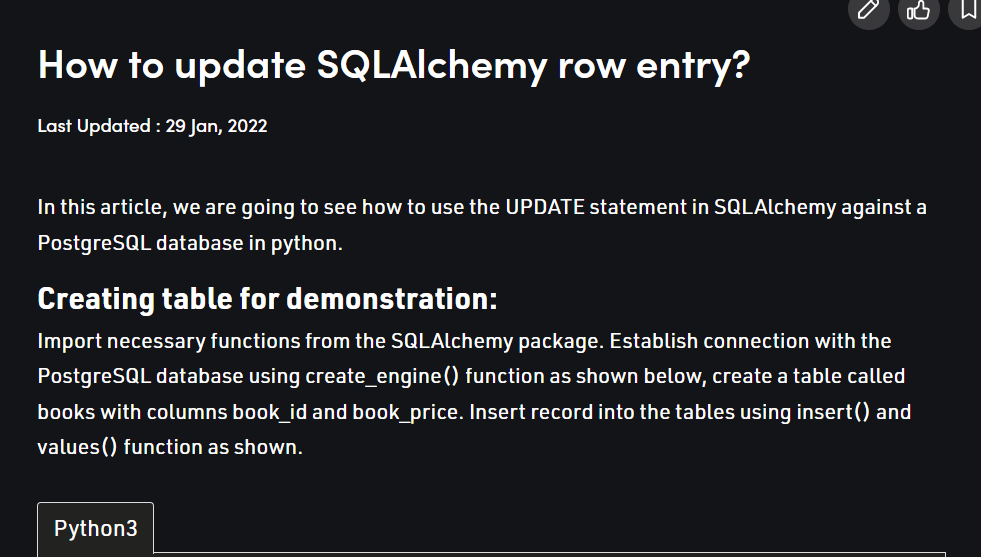 How to update SQLAlchemy row entry?
Last Updated : 29 Jan, 2022
In this article, we are going to see how to use the UPDATE statement in SQLAlchemy against a
PostgreSQL database in python.
Creating table for demonstration:
Import necessary functions from the SQLAlchemy package. Establish connection with the
PostgreSQL database using create_engine() function as shown below, create a table called
books with columns book_id and book_price. Insert record into the tables using insert() and
values() function as shown.
Python3